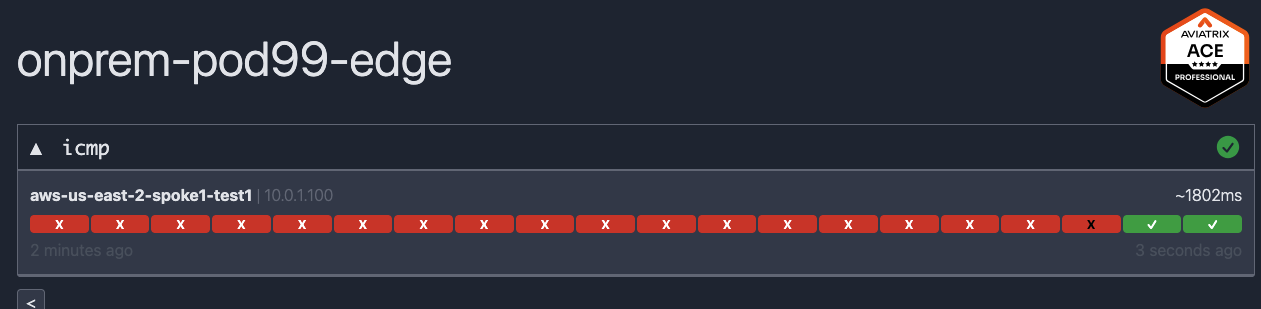 onprem-pod99-edge
AVIATRIX
ACE
PROFESSIONAL
▲ icmp
aws-us-east-2-spoke1-test1 | 10.0.1.100 ~1802ms
x x x x x x x x x x x x x x x x x x ✓ ✓
2 minutes ago 3 seconds ago
<